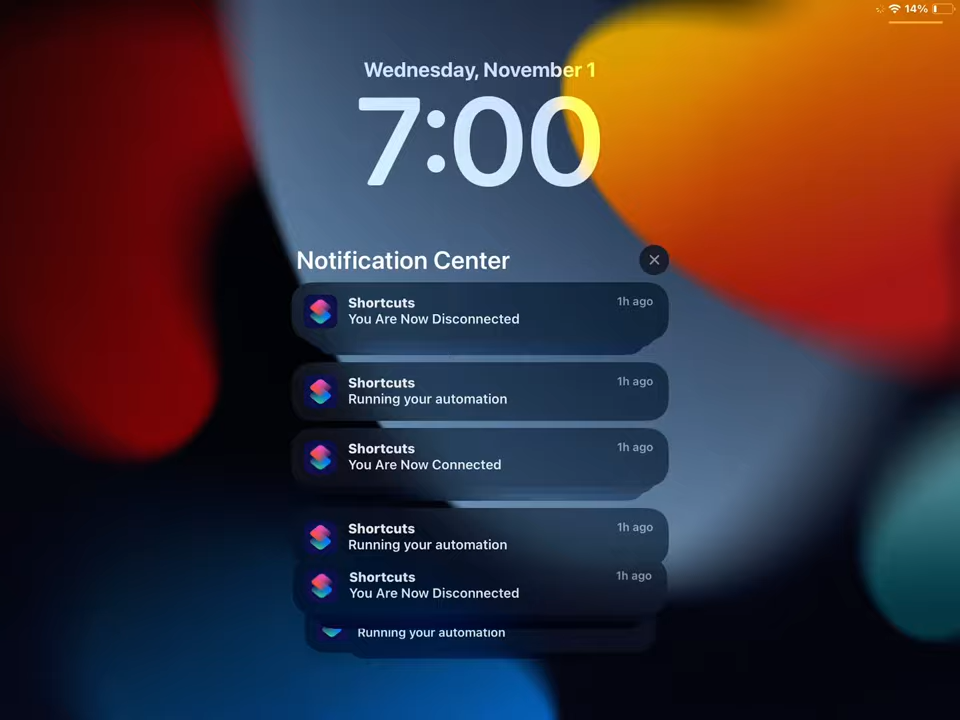 14%
Wednesday, November 1
7:00
Notification Center
Shortcuts
1h ago
You Are Now Disconnected
Shortcuts
1h ago
Running your automation
Shortcuts
1h ago
You Are Now Connected
Shortcuts
1h ago
Running your automation
Shortcuts
1h ago
You Are Now Disconnected
Running your automation